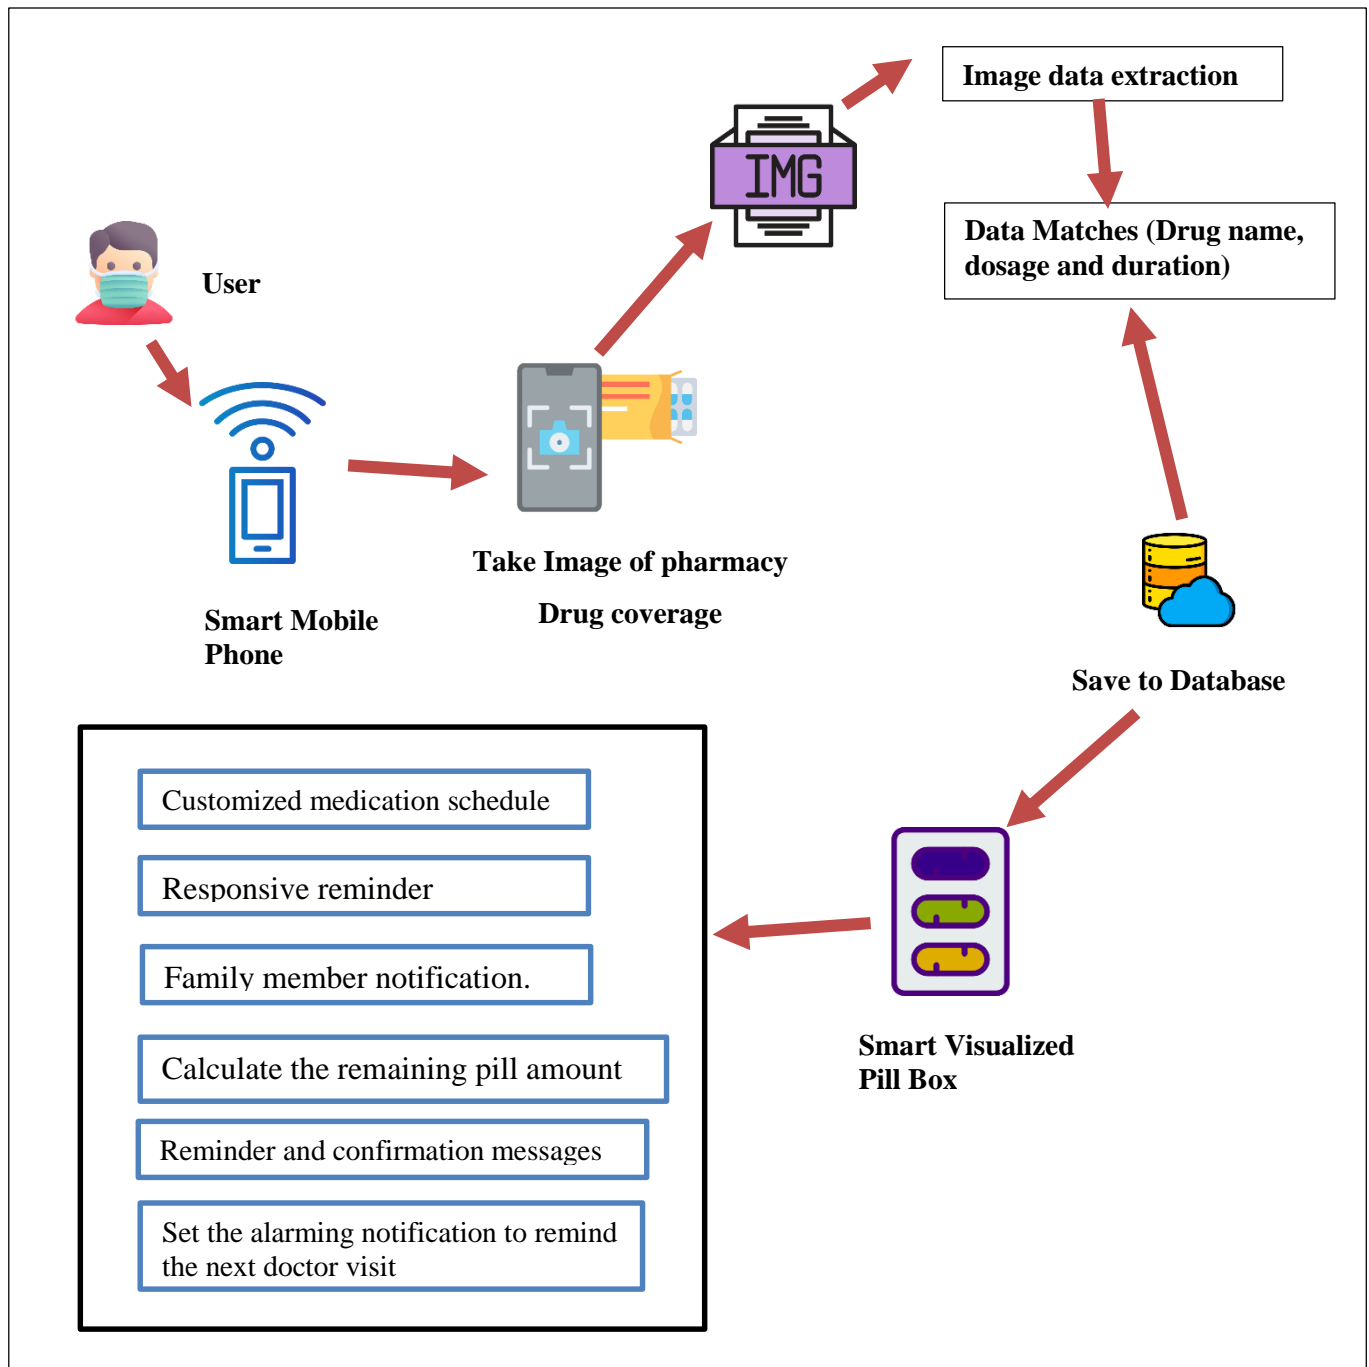 User
Smart Mobile
Phone
Take Image of pharmacy
Drug coverage
IMG
Image data extraction
Data Matches (Drug name,
dosage and duration)
Save to Database
Smart Visualized
Pill Box
Customized medication schedule
Responsive reminder
Family member notification.
Calculate the remaining pill amount
Reminder and confirmation messages
Set the alarming notification to remind
the next doctor visit